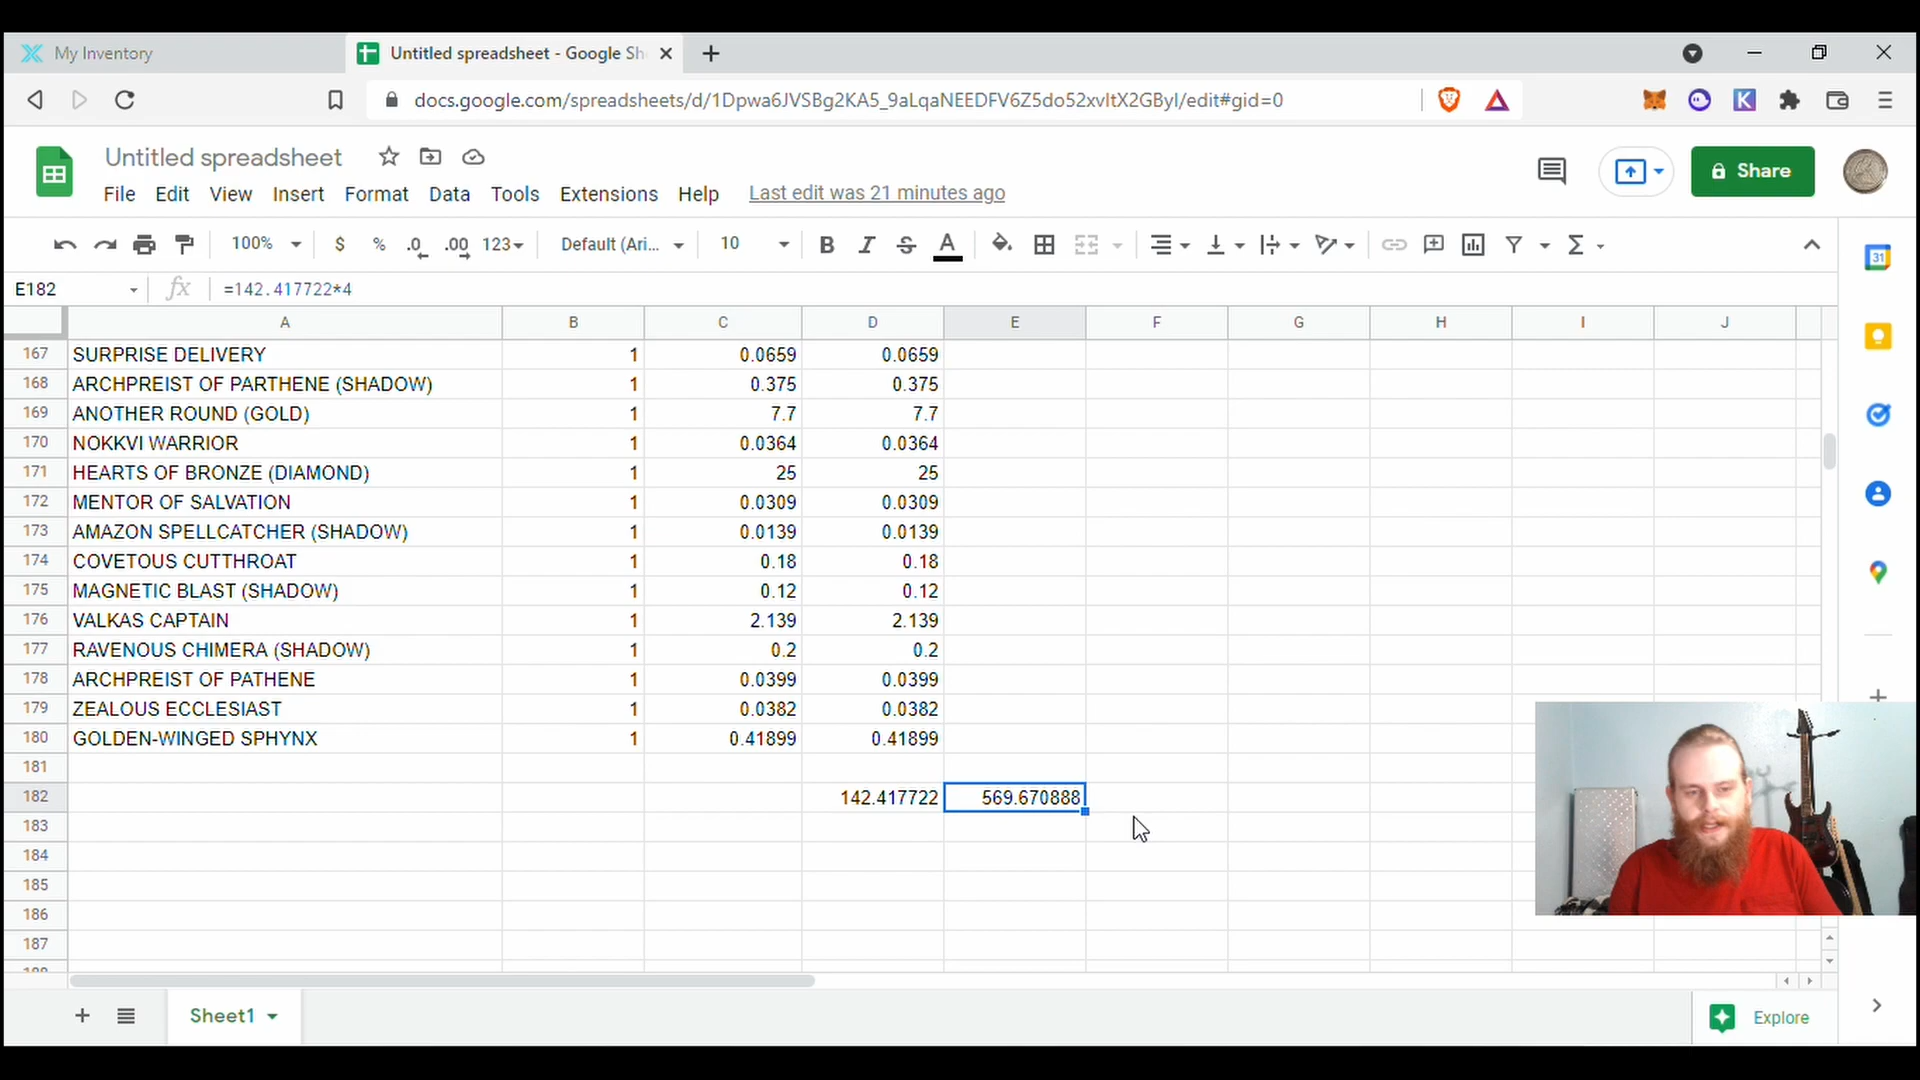 My Inventory
Untitled spreadsheet - Google Sh
docs.google.com/spreadsheets/d/1Dpwa6JVSBg2KA5_9aLqaNEEDFV6Z5do52xvItX2GByI/edit#gid=0
K
Untitled spreadsheet
File Edit View Insert Format Data Tools Extensions Help Last edit was 21 minutes ago
Share
100% $ % .0 .00 123 Default (Ari... 10 B I S A Σ
31
E182 fx =142.417722*4
A B C D E F G H I J
167 SURPRISE DELIVERY 1 0.0659 0.0659
168 ARCHPREIST OF PARTHENE (SHADOW) 1 0.375 0.375
169 ANOTHER ROUND (GOLD) 1 7.7 7.7
170 NOKKVI WARRIOR 1 0.0364 0.0364
171 HEARTS OF BRONZE (DIAMOND) 1 25 25
172 MENTOR OF SALVATION 1 0.0309 0.0309
173 AMAZON SPELLCATCHER (SHADOW) 1 0.0139 0.0139
174 COVETOUS CUTTHROAT 1 0.18 0.18
175 MAGNETIC BLAST (SHADOW) 1 0.12 0.12
176 VALKAS CAPTAIN 1 2.139 2.139
177 RAVENOUS CHIMERA (SHADOW) 1 0.2 0.2
178 ARCHPREIST OF PATHENE 1 0.0399 0.0399
179 ZEALOUS ECCLESIAST 1 0.0382 0.0382
180 GOLDEN-WINGED SPHYNX 1 0.41899 0.41899
181
182 142.417722 569.670888
183
184
185
186
187
188
Sheet1
Explore